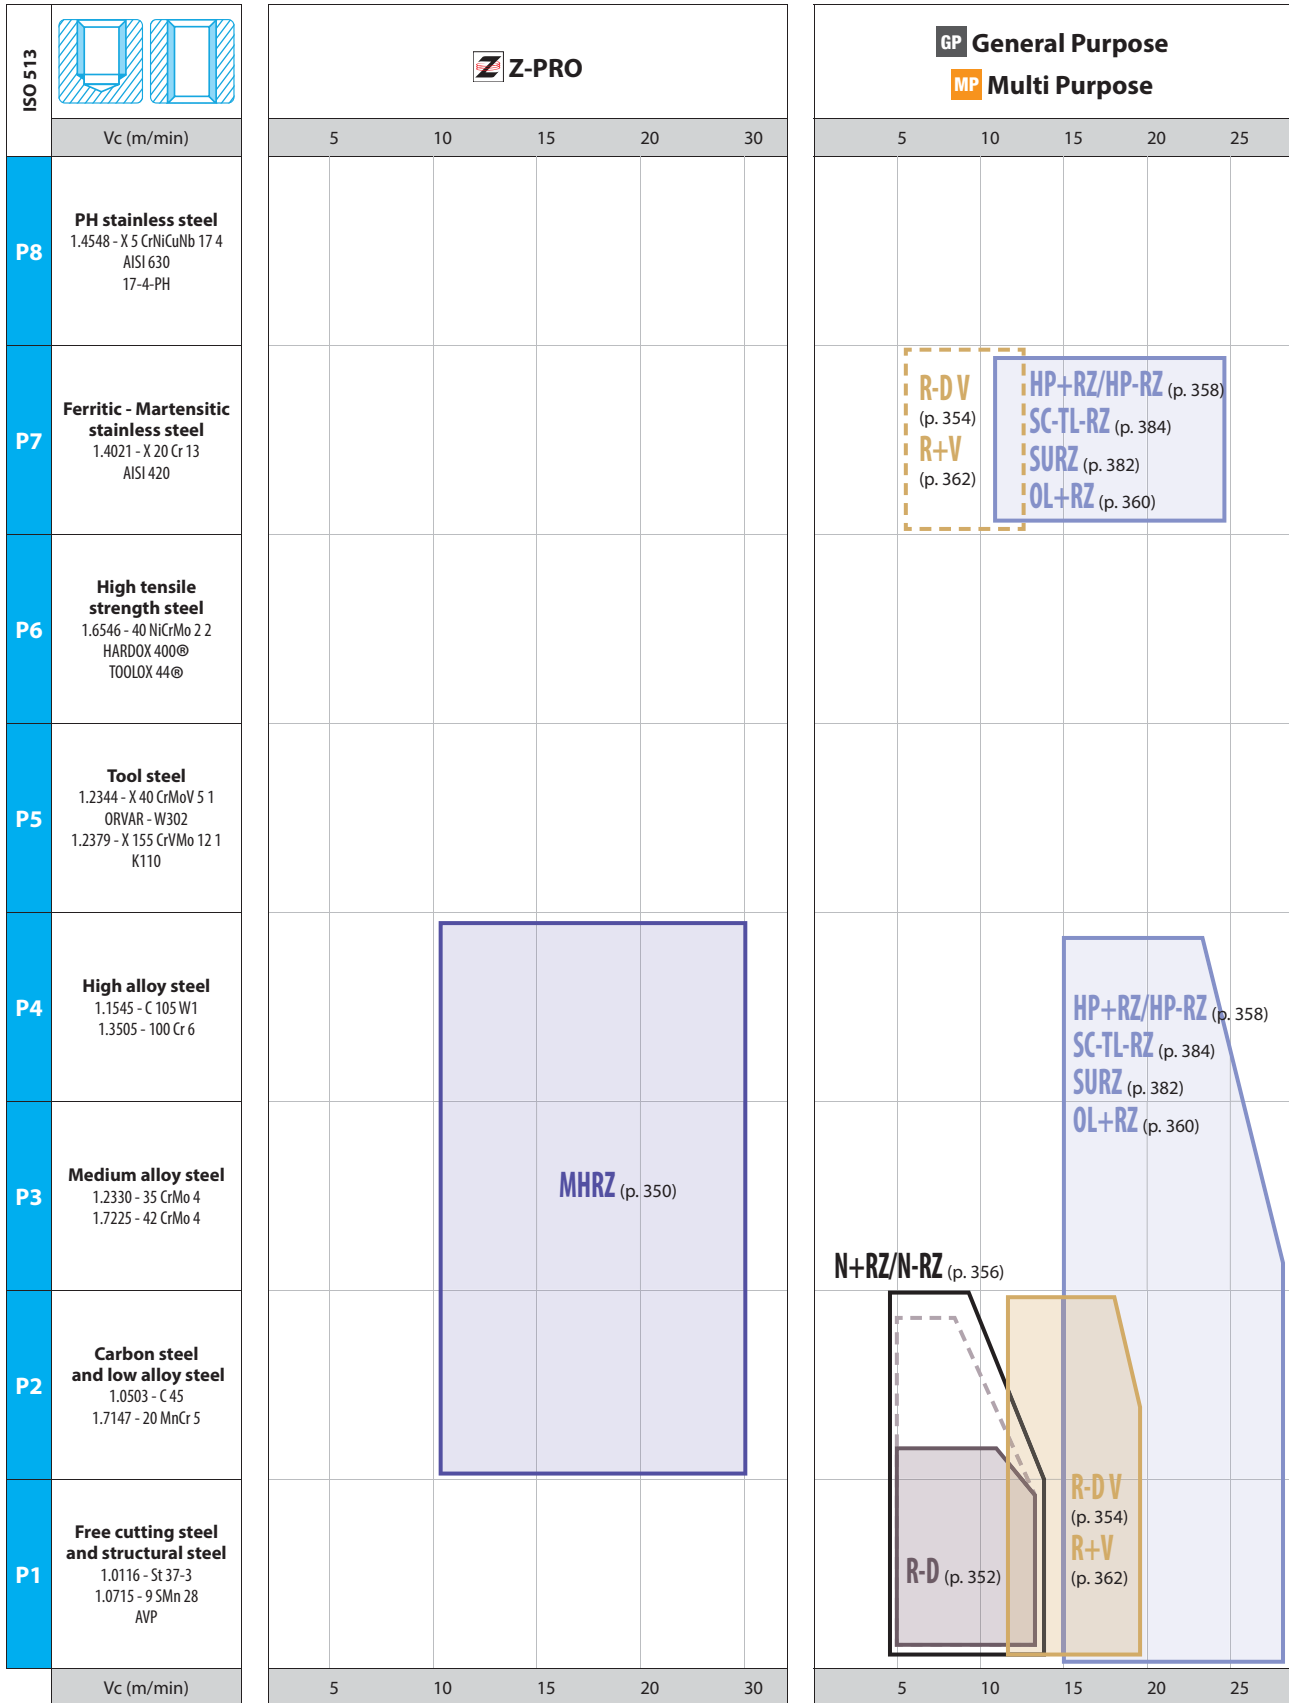 ISO 513
Z-PRO
GP General Purpose
MP Multi Purpose
Vc (m/min)
5 10 15 20 30
5 10 15 20 25
P8
PH stainless steel
1.4548 - X 5 CrNiCuNb 17 4
AISI 630
17-4-PH
P7
Ferritic - Martensitic
stainless steel
1.4021 - X 20 Cr 13
AISI 420
R-D V
(p. 354)
R+V
(p. 362)
HP+RZ/HP-RZ (p. 358)
SC-TL-RZ (p. 384)
SURZ (p. 382)
OL+RZ (p. 360)
P6
High tensile
strength steel
1.6546 - 40 NiCrMo 2 2
HARDOX 400®
TOOLOX 44®
P5
Tool steel
1.2344 - X 40 CrMoV 5 1
ORVAR - W302
1.2379 - X 155 CrVMo 12 1
K110
P4
High alloy steel
1.1545 - C 105 W1
1.3505 - 100 Cr 6
HP+RZ/HP-RZ (p. 358)
SC-TL-RZ (p. 384)
SURZ (p. 382)
OL+RZ (p. 360)
P3
Medium alloy steel
1.2330 - 35 CrMo 4
1.7225 - 42 CrMo 4
MHRZ (p. 350)
N+RZ/N-RZ (p. 356)
P2
Carbon steel
and low alloy steel
1.0503 - C 45
1.7147 - 20 MnCr 5
P1
Free cutting steel
and structural steel
1.0116 - St 37-3
1.0715 - 9 SMn 28
AVP
R-D (p. 352)
R-D V
(p. 354)
R+V
(p. 362)
Vc (m/min)
5 10 15 20 30
5 10 15 20 25